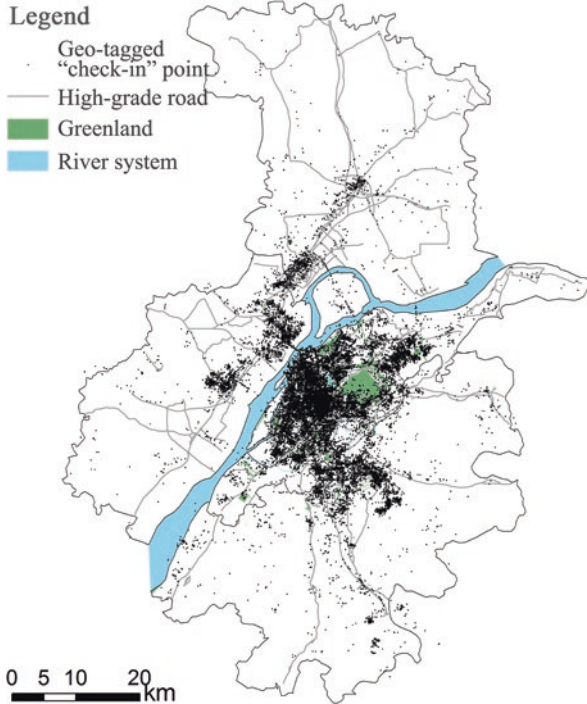 Legend
Geo-tagged
“check-in” point
High-grade road
Greenland
River system
0 5 10 20
km